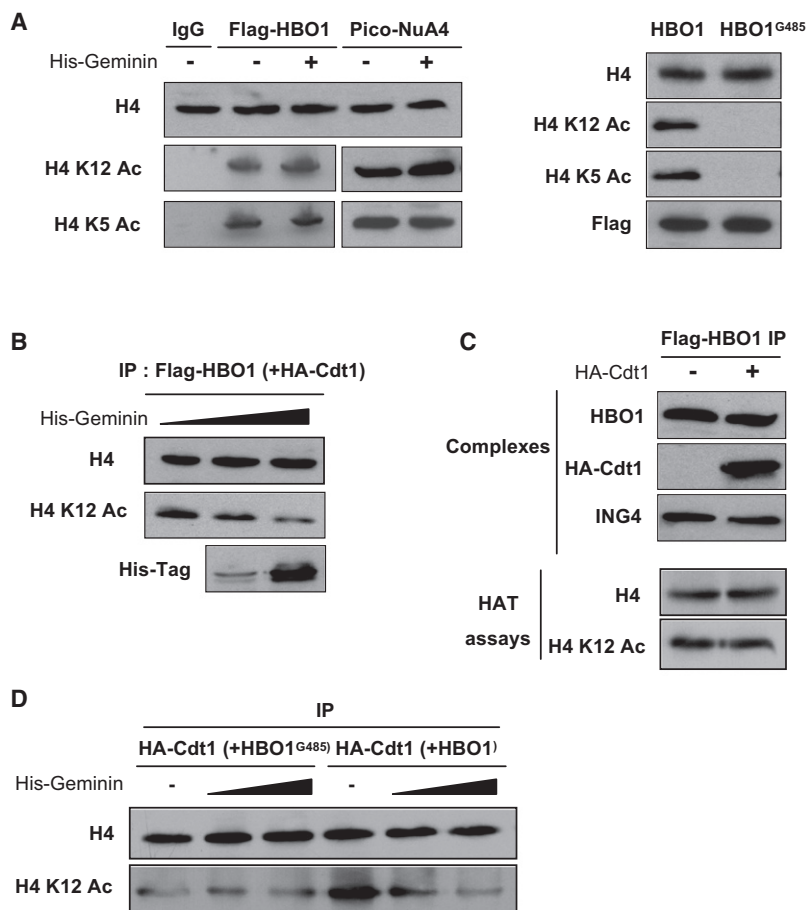 A
IgG Flag-HBO1 Pico-NuA4
His-Geminin - - + - +
H4
H4 K12 Ac
H4 K5 Ac
HBO1 HBO1G485
H4
H4 K12 Ac
H4 K5 Ac
Flag
B
IP : Flag-HBO1 (+HA-Cdt1)
His-Geminin
H4
H4 K12 Ac
His-Tag
C
Flag-HBO1 IP
HA-Cdt1 - +
Complexes
HBO1
HA-Cdt1
ING4
HAT assays
H4
H4 K12 Ac
D
IP
HA-Cdt1 (+HBO1G485) HA-Cdt1 (+HBO1)
His-Geminin - -
H4
H4 K12 Ac